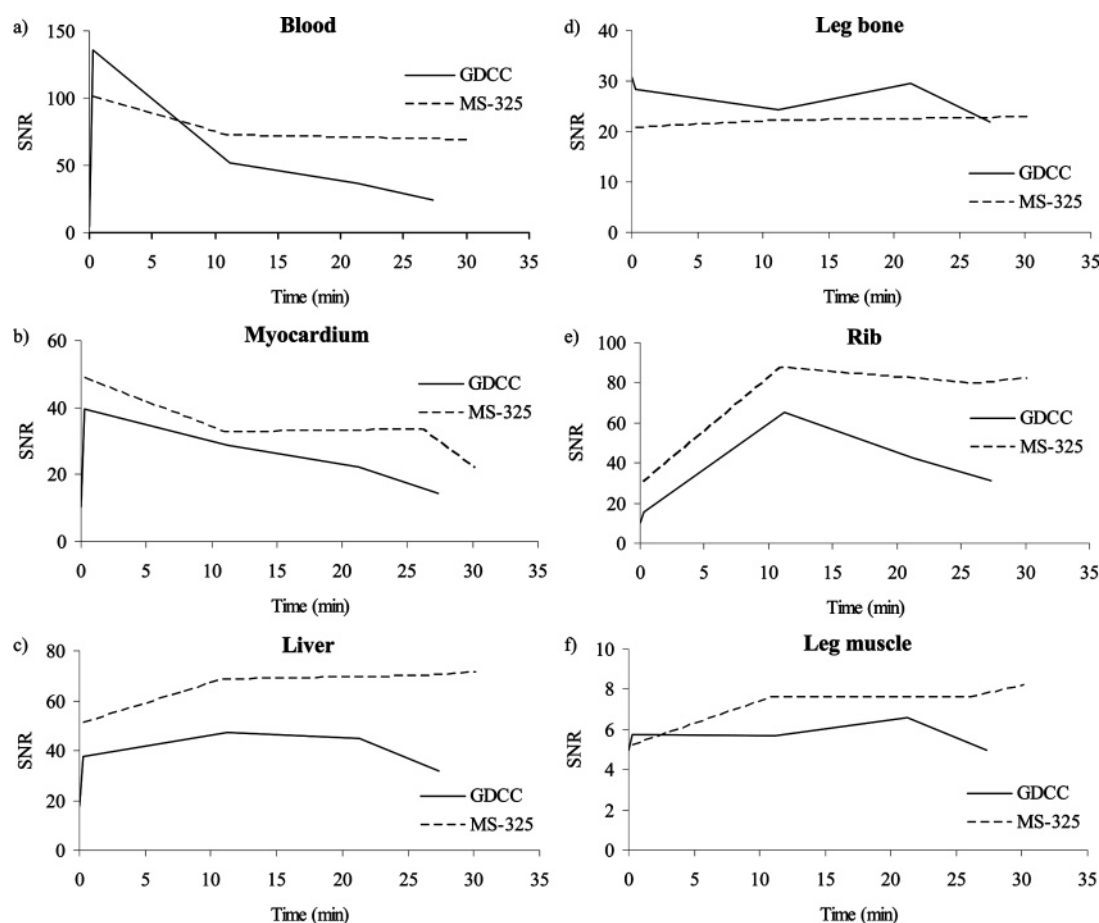 a) Blood
150
100
50
0
SNR
GDCC
MS-325
0 5 10 15 20 25 30 35
Time (min)
b) Myocardium
60
40
20
0
SNR
GDCC
MS-325
0 5 10 15 20 25 30 35
Time (min)
c) Liver
80
60
40
20
0
SNR
GDCC
MS-325
0 5 10 15 20 25 30 35
Time (min)
d) Leg bone
40
30
20
10
0
SNR
GDCC
MS-325
0 5 10 15 20 25 30 35
Time (min)
e) Rib
100
80
60
40
20
0
SNR
GDCC
MS-325
0 5 10 15 20 25 30 35
Time (min)
f) Leg muscle
10
8
6
4
2
0
SNR
GDCC
MS-325
0 5 10 15 20 25 30 35
Time (min)